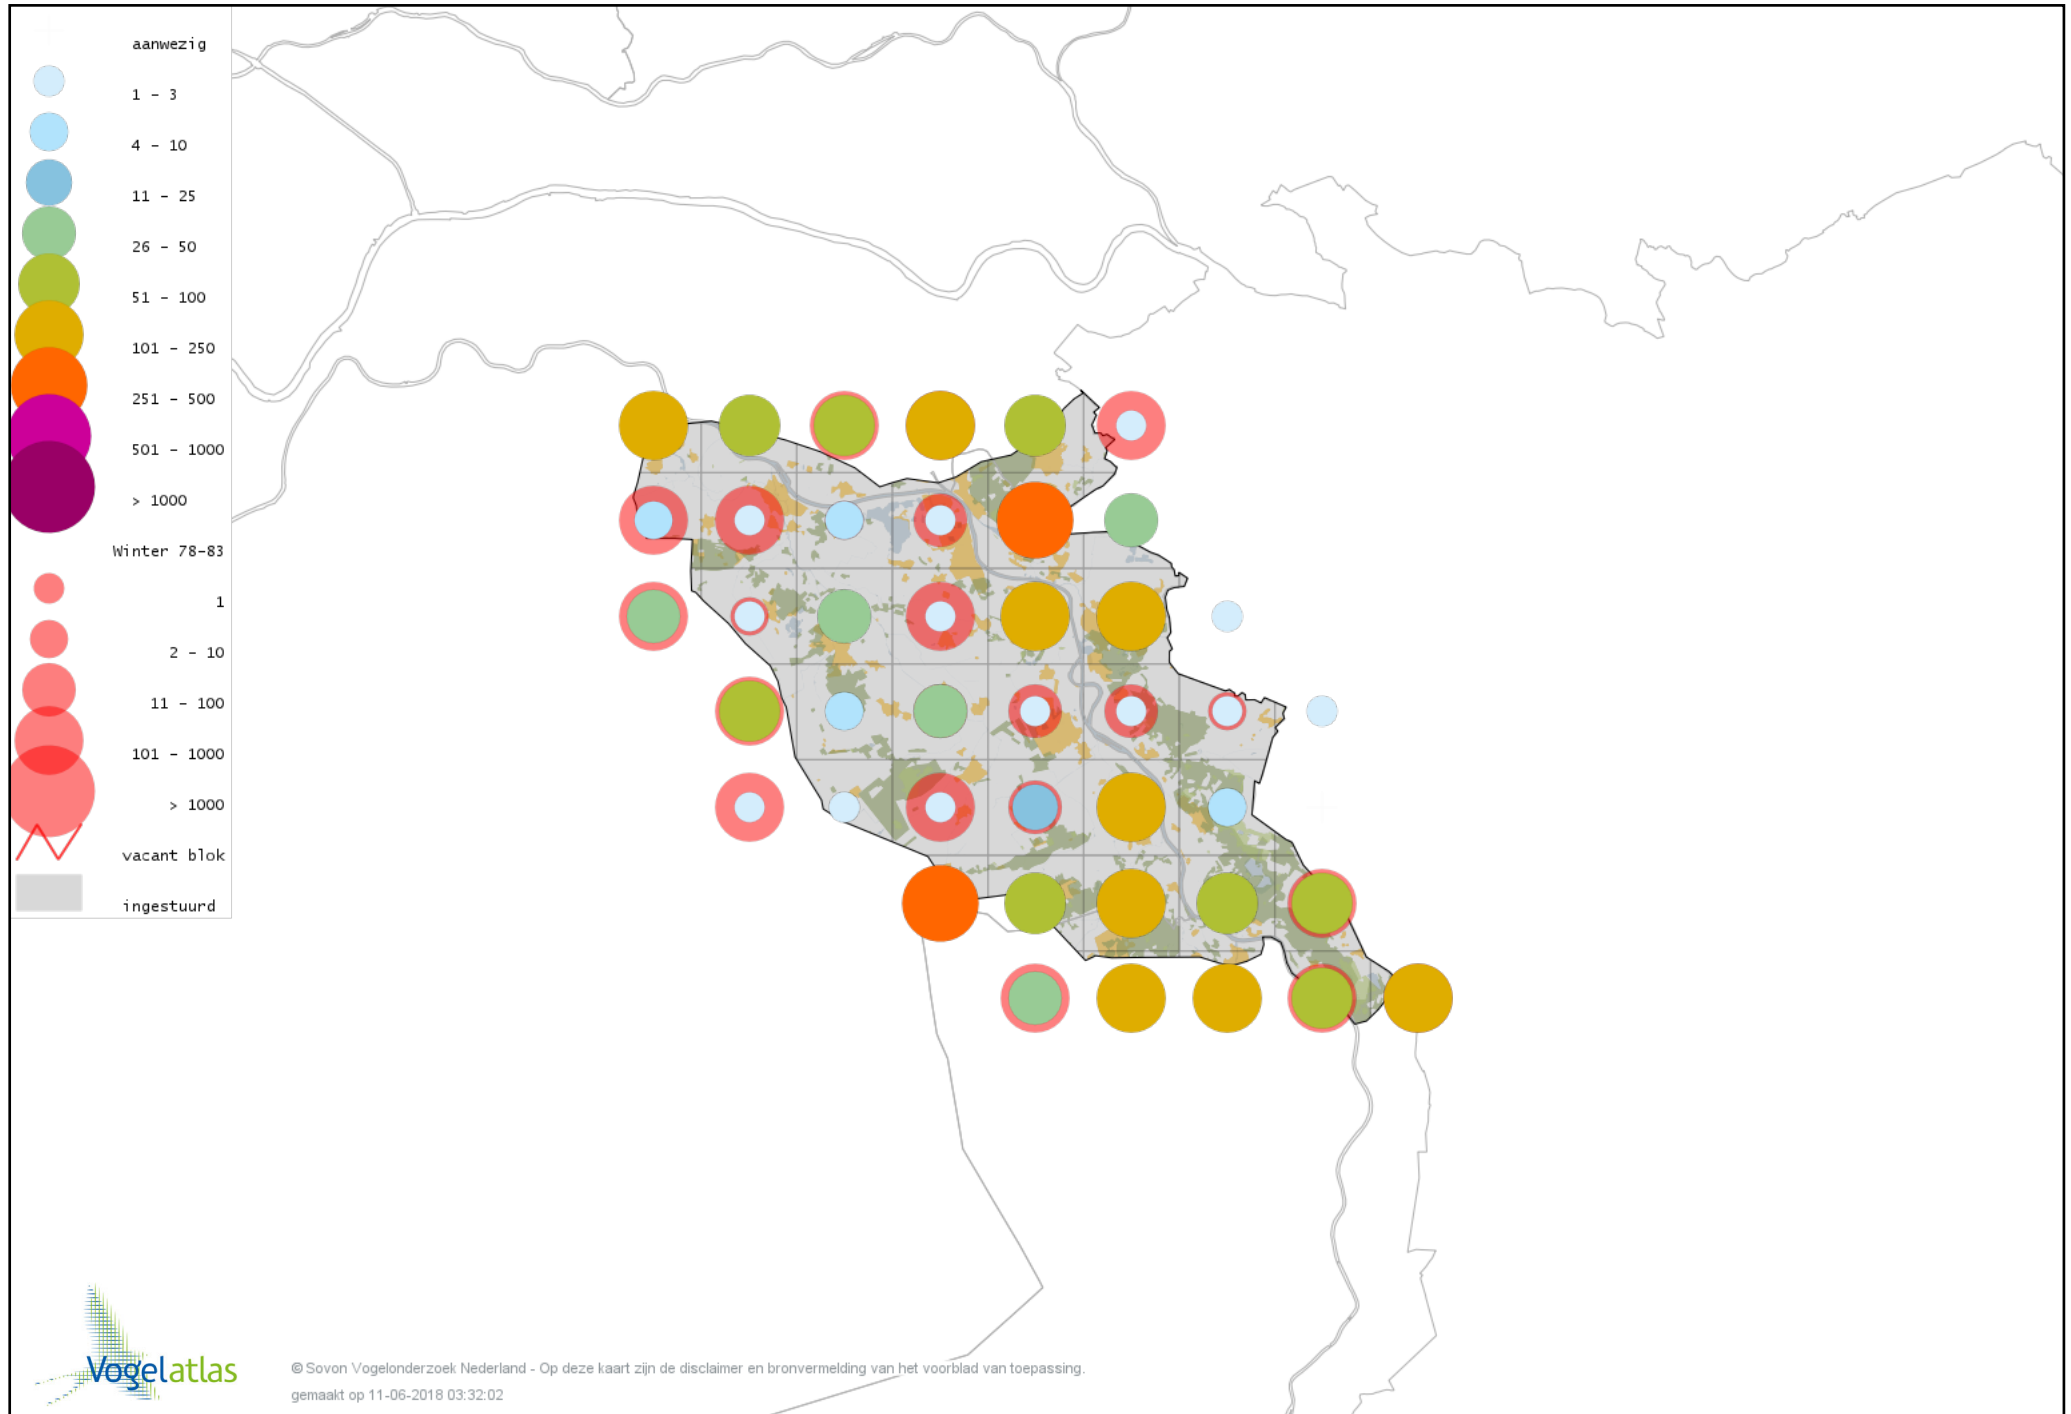 aanwezig
1 - 3
4 - 10
11 - 25
26 - 50
51 - 100
101 - 250
251 - 500
501 - 1000
> 1000
Winter 78-83
1
2 - 10
11 - 100
101 - 1000
> 1000
vacant blok
ingestuurd
Vogelatlas
© Sovon Vogelonderzoek Nederland - Op deze kaart zijn de disclaimer en bronvermelding van het voorblad van toepassing.
gemaakt op 11-06-2018 03:32:02